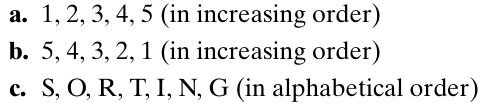 a. 1, 2, 3, 4, 5 (in increasing order)
b. 5, 4, 3, 2, 1 (in increasing order)
c. S, O, R, T, I, N, G (in alphabetical order)